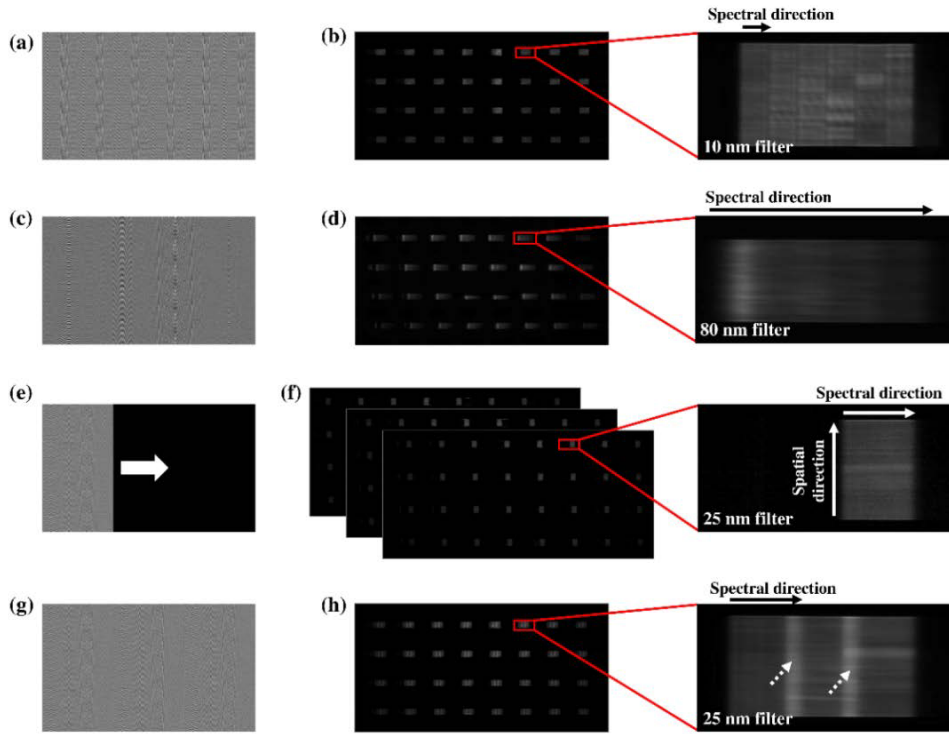 Spectral direction
(a)
(b)
10 nm filter
Spectral direction
(c)
(d)
80 nm filter
(e)
(f)
Spectral direction
Spatial
direction
25 nm filter
Spectral direction
(g)
(h)
25 nm filter